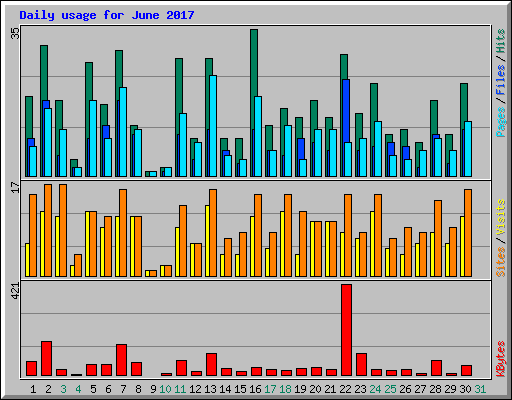 Daily usage for June 2017
35
Pages / Files / Hits
17
Sites / Visits
421
KBytes
1 2 3 4 5 6 7 8 9 10 11 12 13 14 15 16 17 18 19 20 21 22 23 24 25 26 27 28 29 30 31